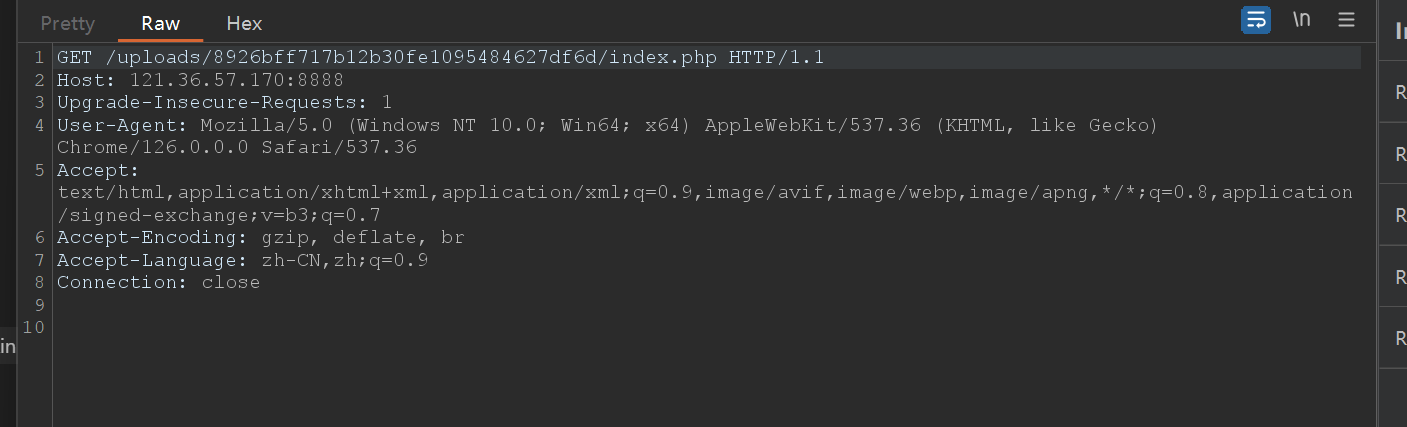 Pretty Raw Hex \n
1 GET /uploads/8926bff717b12b30fe1095484627df6d/index.php HTTP/1.1
2 Host: 121.36.57.170:8888
3 Upgrade-Insecure-Requests: 1
4 User-Agent: Mozilla/5.0 (Windows NT 10.0; Win64; x64) AppleWebKit/537.36 (KHTML, like Gecko)
Chrome/126.0.0.0 Safari/537.36
5 Accept:
text/html,application/xhtml+xml,application/xml;q=0.9,image/avif,image/webp,image/apng,*/*;q=0.8,application
/signed-exchange;v=b3;q=0.7
6 Accept-Encoding: gzip, deflate, br
7 Accept-Language: zh-CN,zh;q=0.9
8 Connection: close
9
10
in
R
R
R
R
R